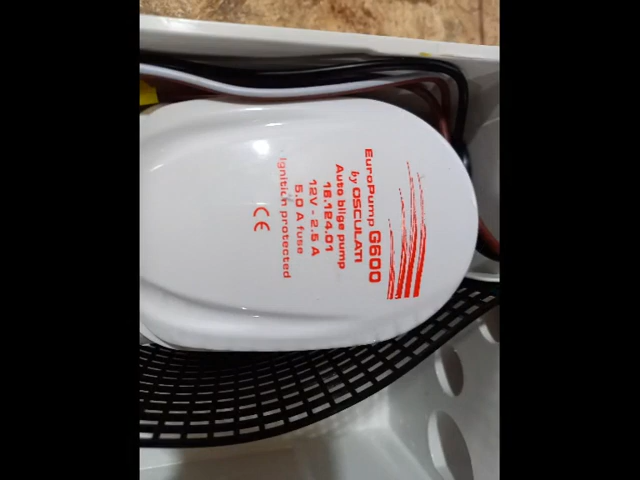 EuroPump G600
by OSCULATI
Auto bilge pump
16.124.01
12V - 2.5 A
5.0 A fuse
Ignition protected
CE